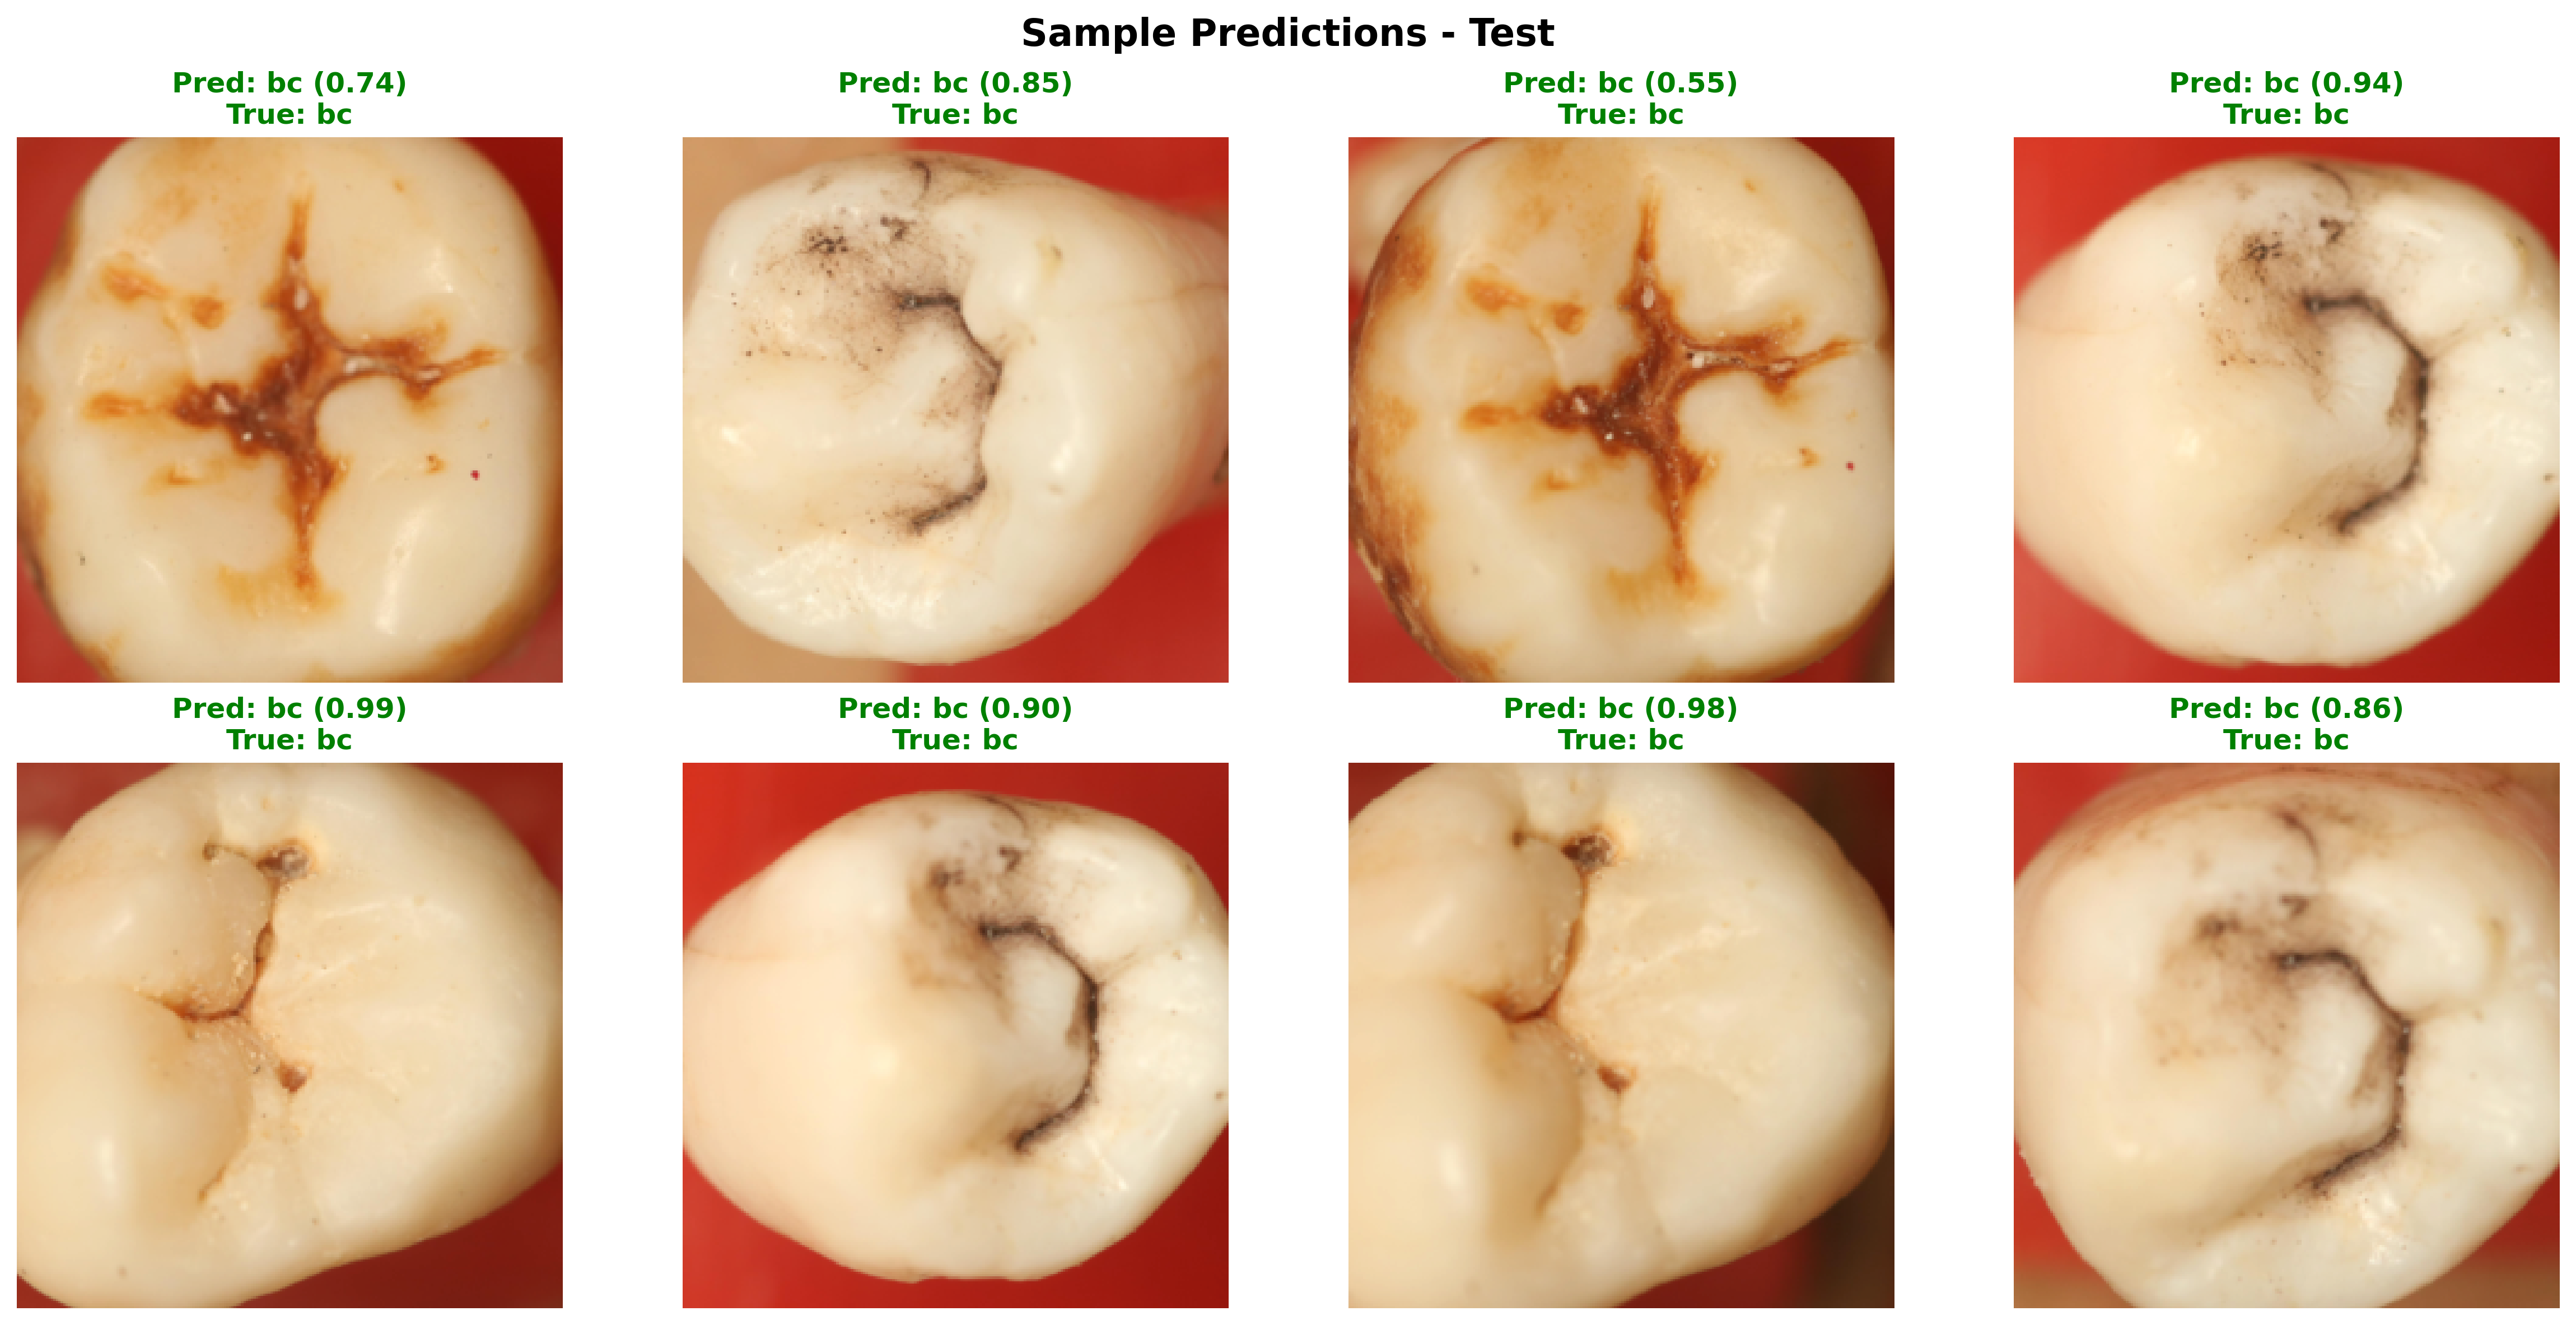 Sample Predictions - Test
Pred: bc (0.74)
True: bc
Pred: bc (0.85)
True: bc
Pred: bc (0.55)
True: bc
Pred: bc (0.94)
True: bc
Pred: bc (0.99)
True: bc
Pred: bc (0.90)
True: bc
Pred: bc (0.98)
True: bc
Pred: bc (0.86)
True: bc